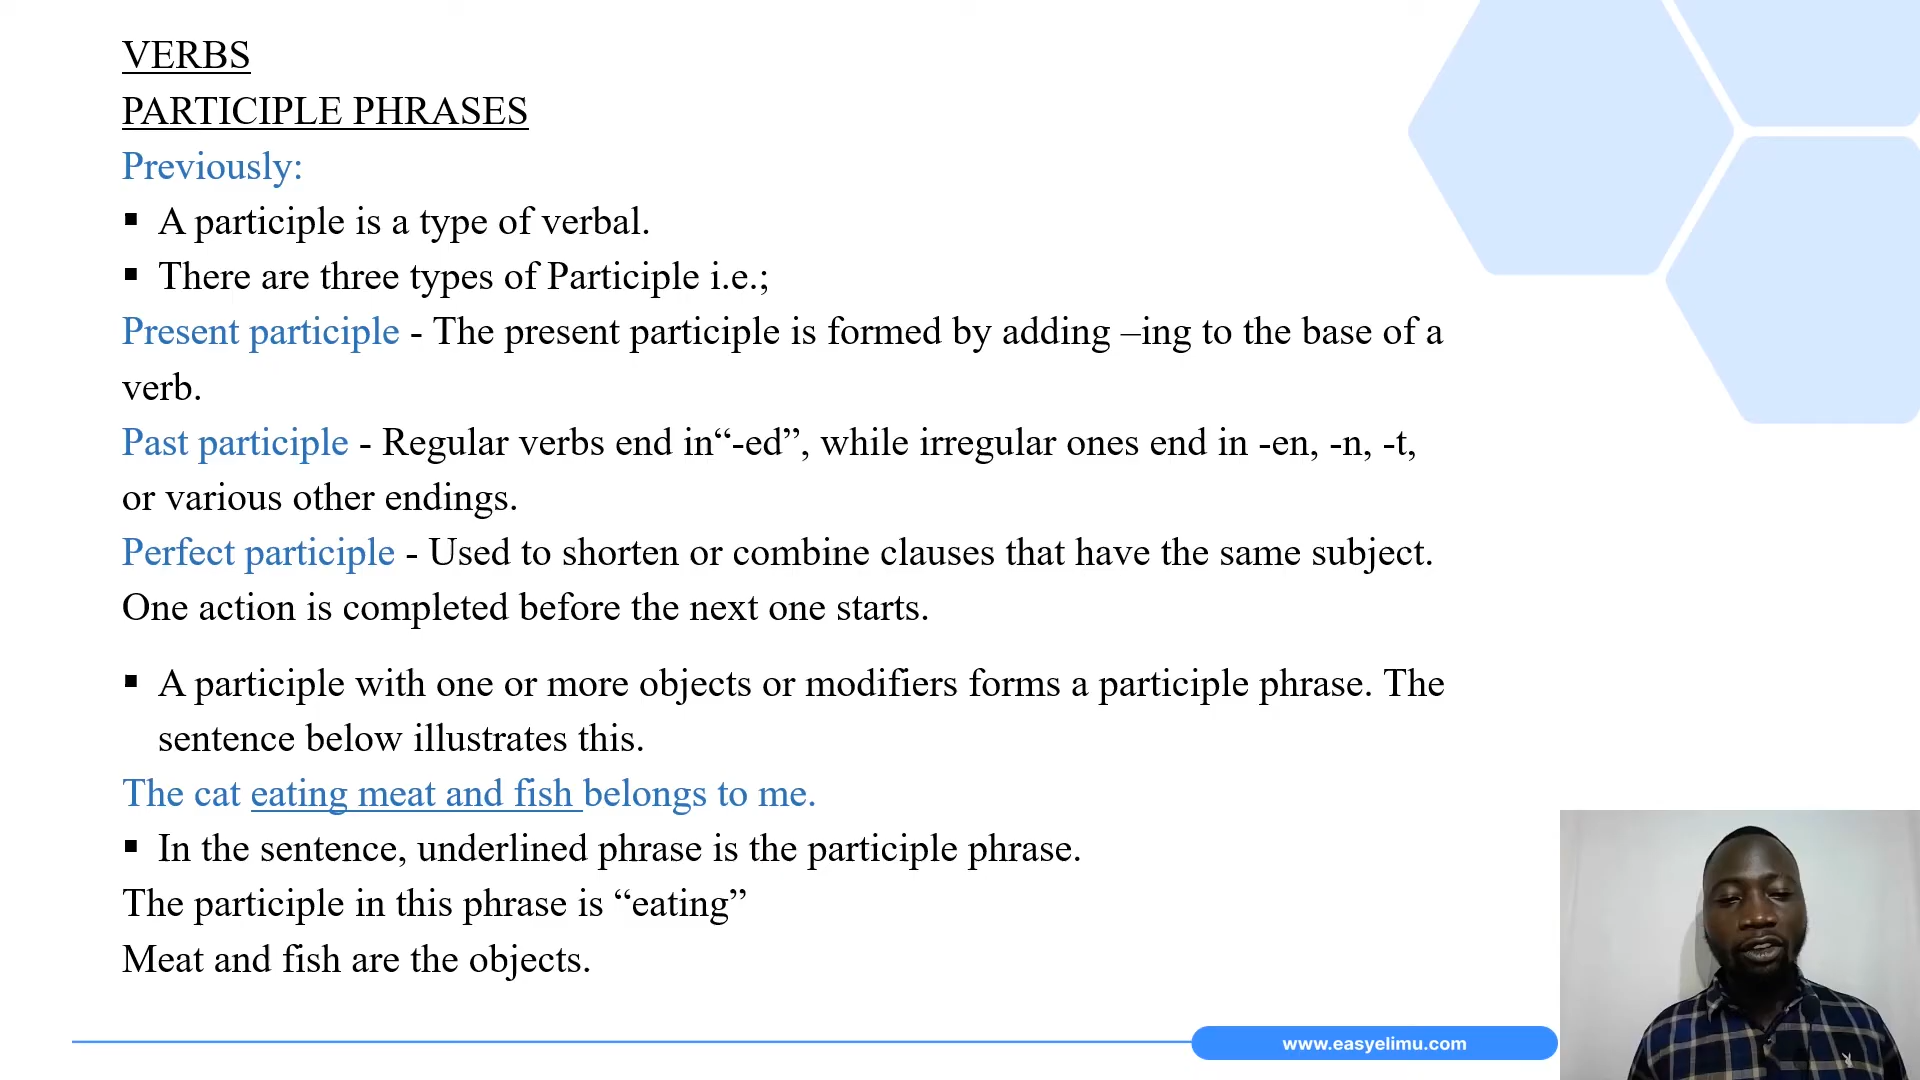 VERBS
PARTICIPLE PHRASES
Previously:
▪ A participle is a type of verbal.
▪ There are three types of Participle i.e.;
Present participle - The present participle is formed by adding –ing to the base of a
verb.
Past participle - Regular verbs end in“-ed”, while irregular ones end in -en, -n, -t,
or various other endings.
Perfect participle - Used to shorten or combine clauses that have the same subject.
One action is completed before the next one starts.
▪ A participle with one or more objects or modifiers forms a participle phrase. The
sentence below illustrates this.
The cat eating meat and fish belongs to me.
▪ In the sentence, underlined phrase is the participle phrase.
The participle in this phrase is “eating”
Meat and fish are the objects.
www.easyelimu.com